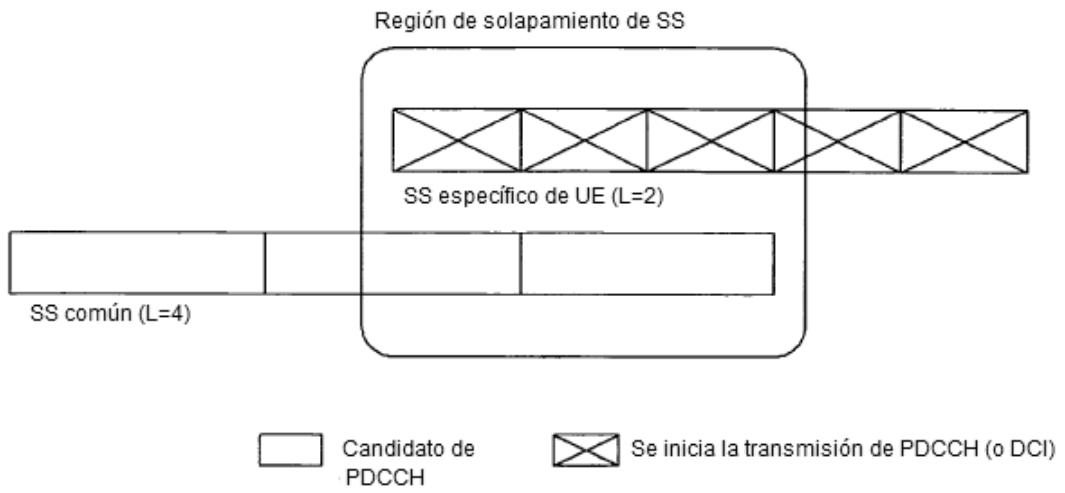 Región de solapamiento de SS
SS específico de UE (L=2)
SS común (L=4)
Candidato de
PDCCH
Se inicia la transmisión de PDCCH (o DCI)